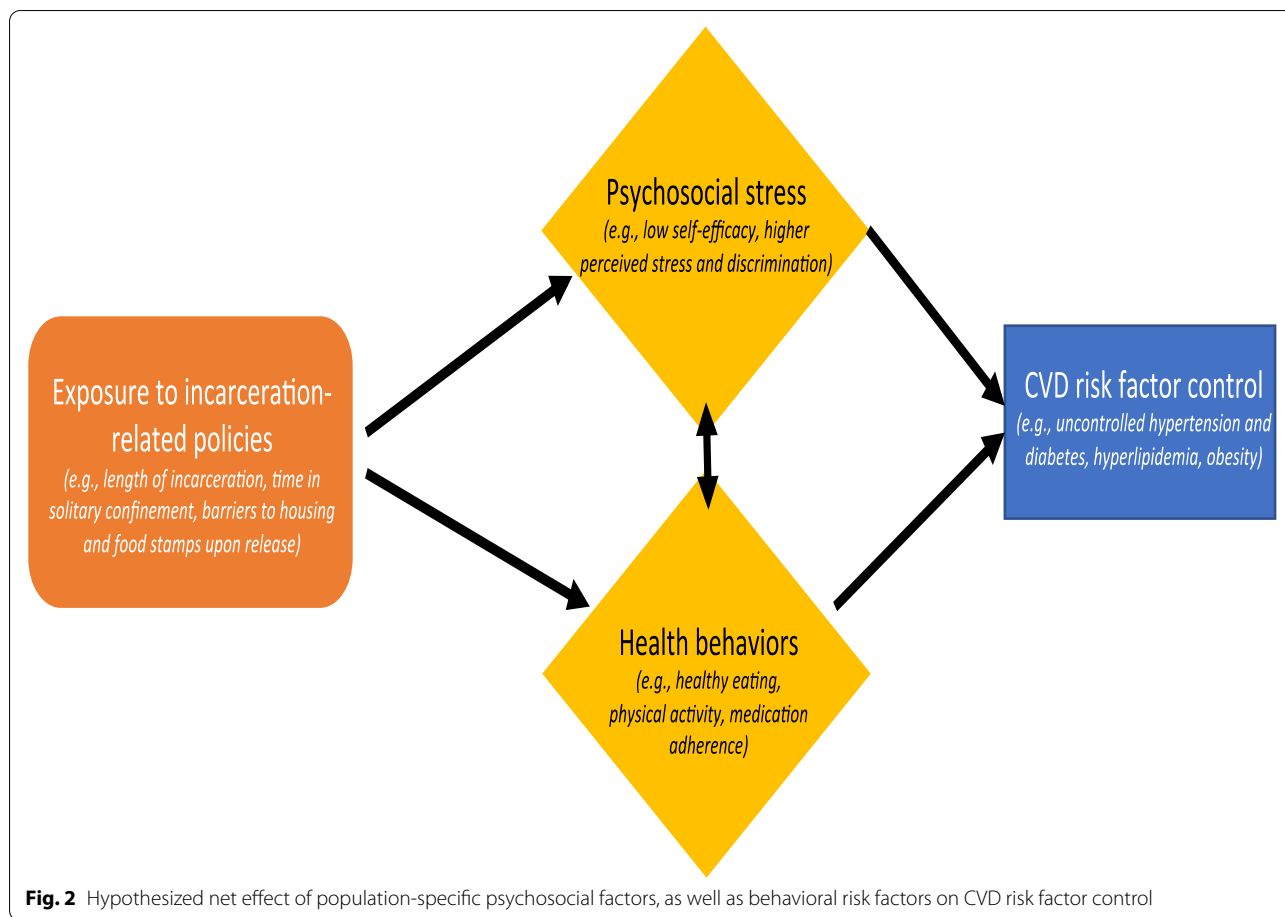 Psychosocial stress
(e.g., low self-efficacy, higher
perceived stress and discrimination)
Exposure to incarceration-
related policies
(e.g., length of incarceration, time in
solitary confinement, barriers to housing
and food stamps upon release)
CVD risk factor control
(e.g., uncontrolled hypertension and
diabetes, hyperlipidemia, obesity)
Health behaviors
(e.g., healthy eating,
physical activity, medication
adherence)
Fig. 2 Hypothesized net effect of population-specific psychosocial factors, as well as behavioral risk factors on CVD risk factor control